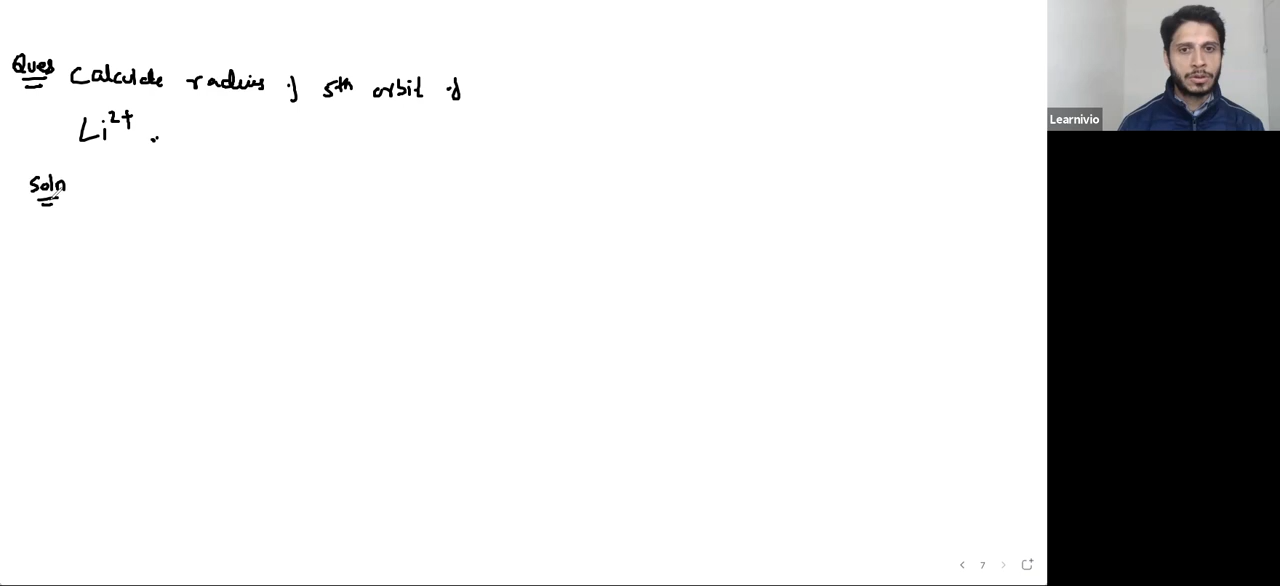 Ques Calculate radius of 5th orbit of
Li²⁺.
Soln
Learnivio
7